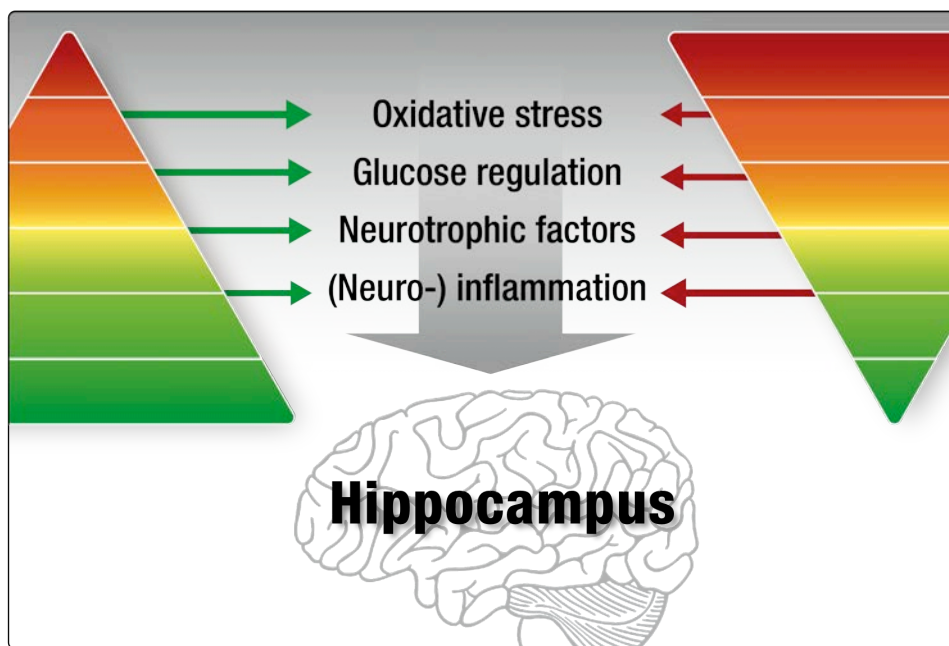 Oxidative stress
Glucose regulation
Neurotrophic factors
(Neuro-) inflammation
Hippocampus